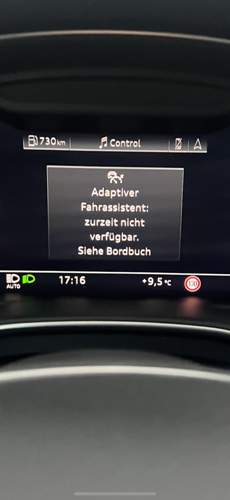 730km
Control
Adaptiver
Fahrassistent:
zurzeit nicht
verfügbar.
Siehe Bordbuch
AUTO
17:16
+9,5 °C